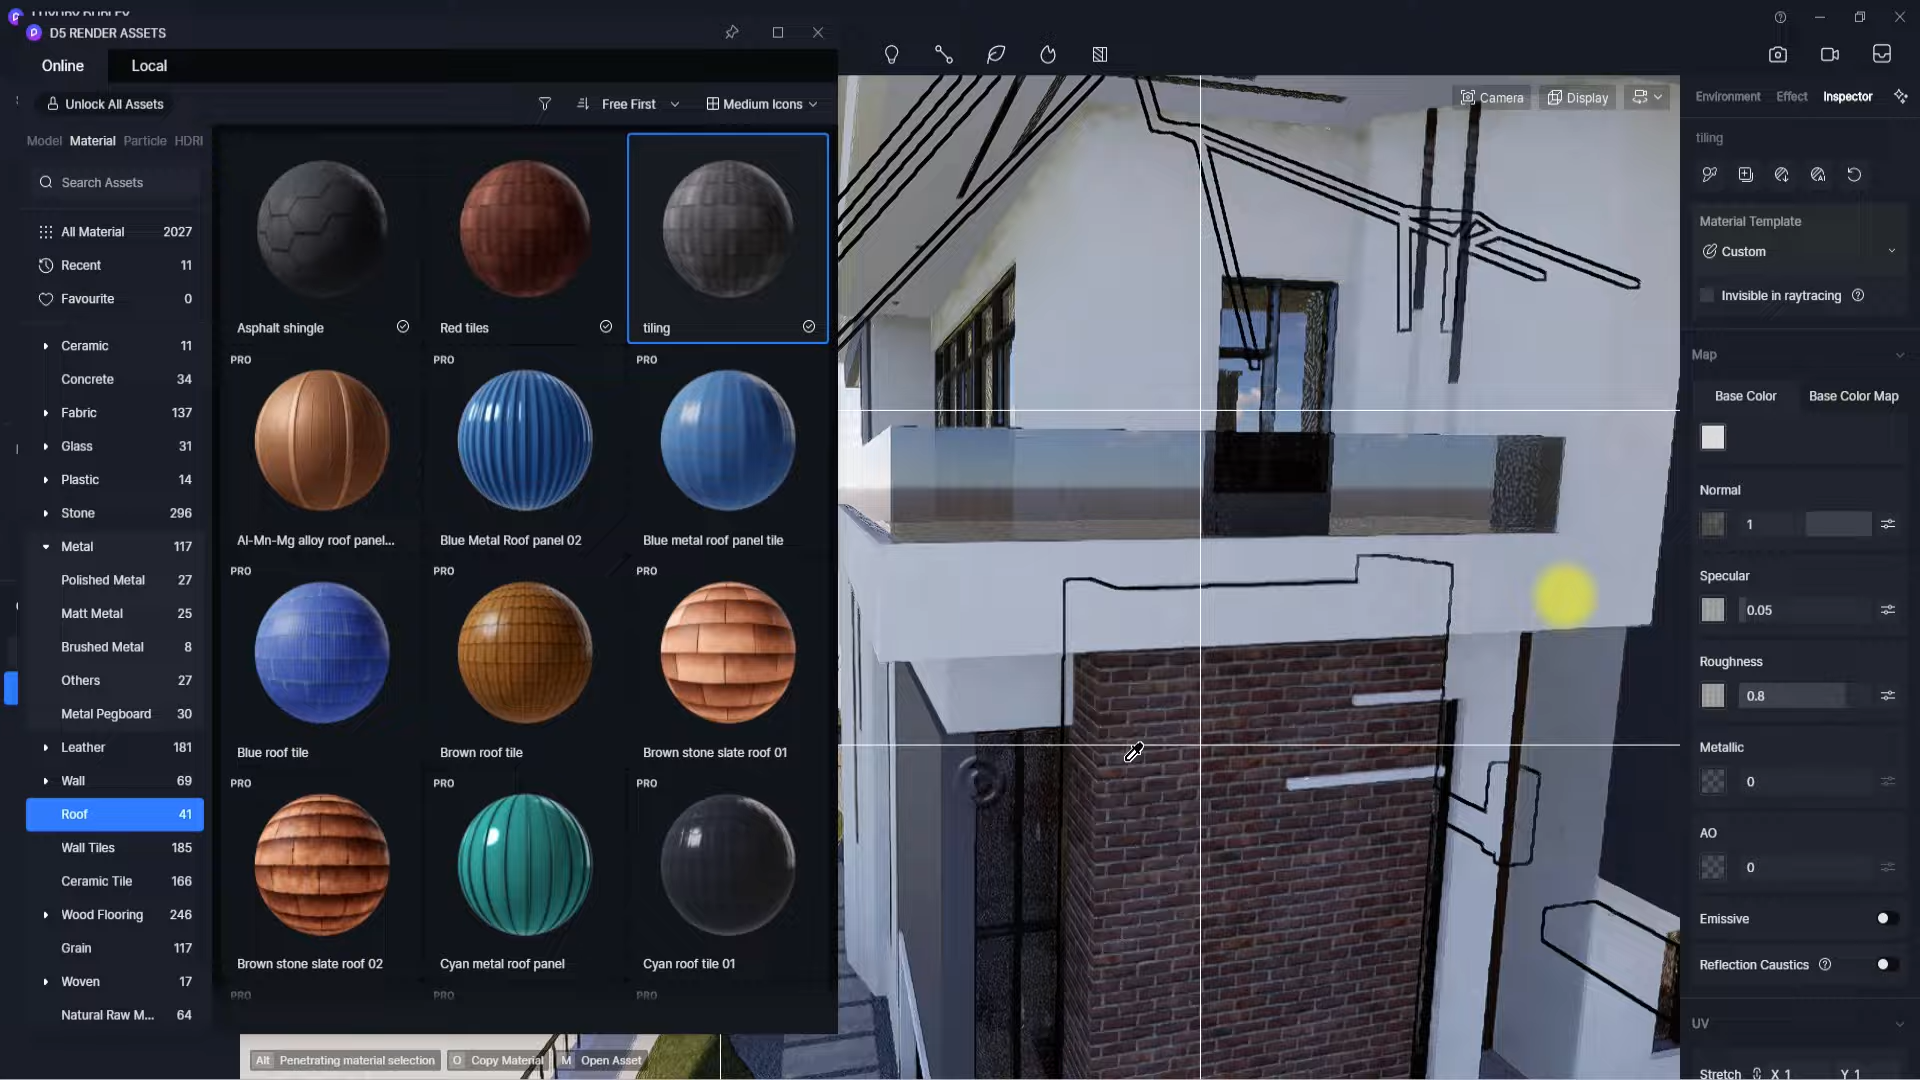 D5 RENDER ASSETS
Online
Local
Unlock All Assets
Free First
Medium Icons
Model
Material
Particle
HDRI
Search Assets
All Material 2027
Recent 11
Favourite 0
Ceramic 11
Concrete 34
Fabric 137
Glass 31
Plastic 14
Stone 296
Metal 117
Polished Metal 27
Matt Metal 25
Brushed Metal 8
Others 27
Metal Pegboard 30
Leather 181
Wall 69
Roof 41
Wall Tiles 185
Ceramic Tile 166
Wood Flooring 246
Grain 117
Woven 17
Natural Raw M... 64
Asphalt shingle
Red tiles
tiling
PRO
PRO
PRO
Al-Mn-Mg alloy roof panel...
Blue Metal Roof panel 02
Blue metal roof panel tile
PRO
PRO
PRO
Blue roof tile
Brown roof tile
Brown stone slate roof 01
PRO
PRO
PRO
Brown stone slate roof 02
Cyan metal roof panel
Cyan roof tile 01
PRO
PRO
PRO
Alt Penetrating material selection
O Copy Material
M Open Asset
Camera
Display
Environment
Effect
Inspector
tiling
Material Template
Custom
Invisible in raytracing
Map
Base Color
Base Color Map
Normal
1
Specular
0.05
Roughness
0.8
Metallic
0
AO
0
Emissive
Reflection Caustics
UV
Stretch X 1 Y 1